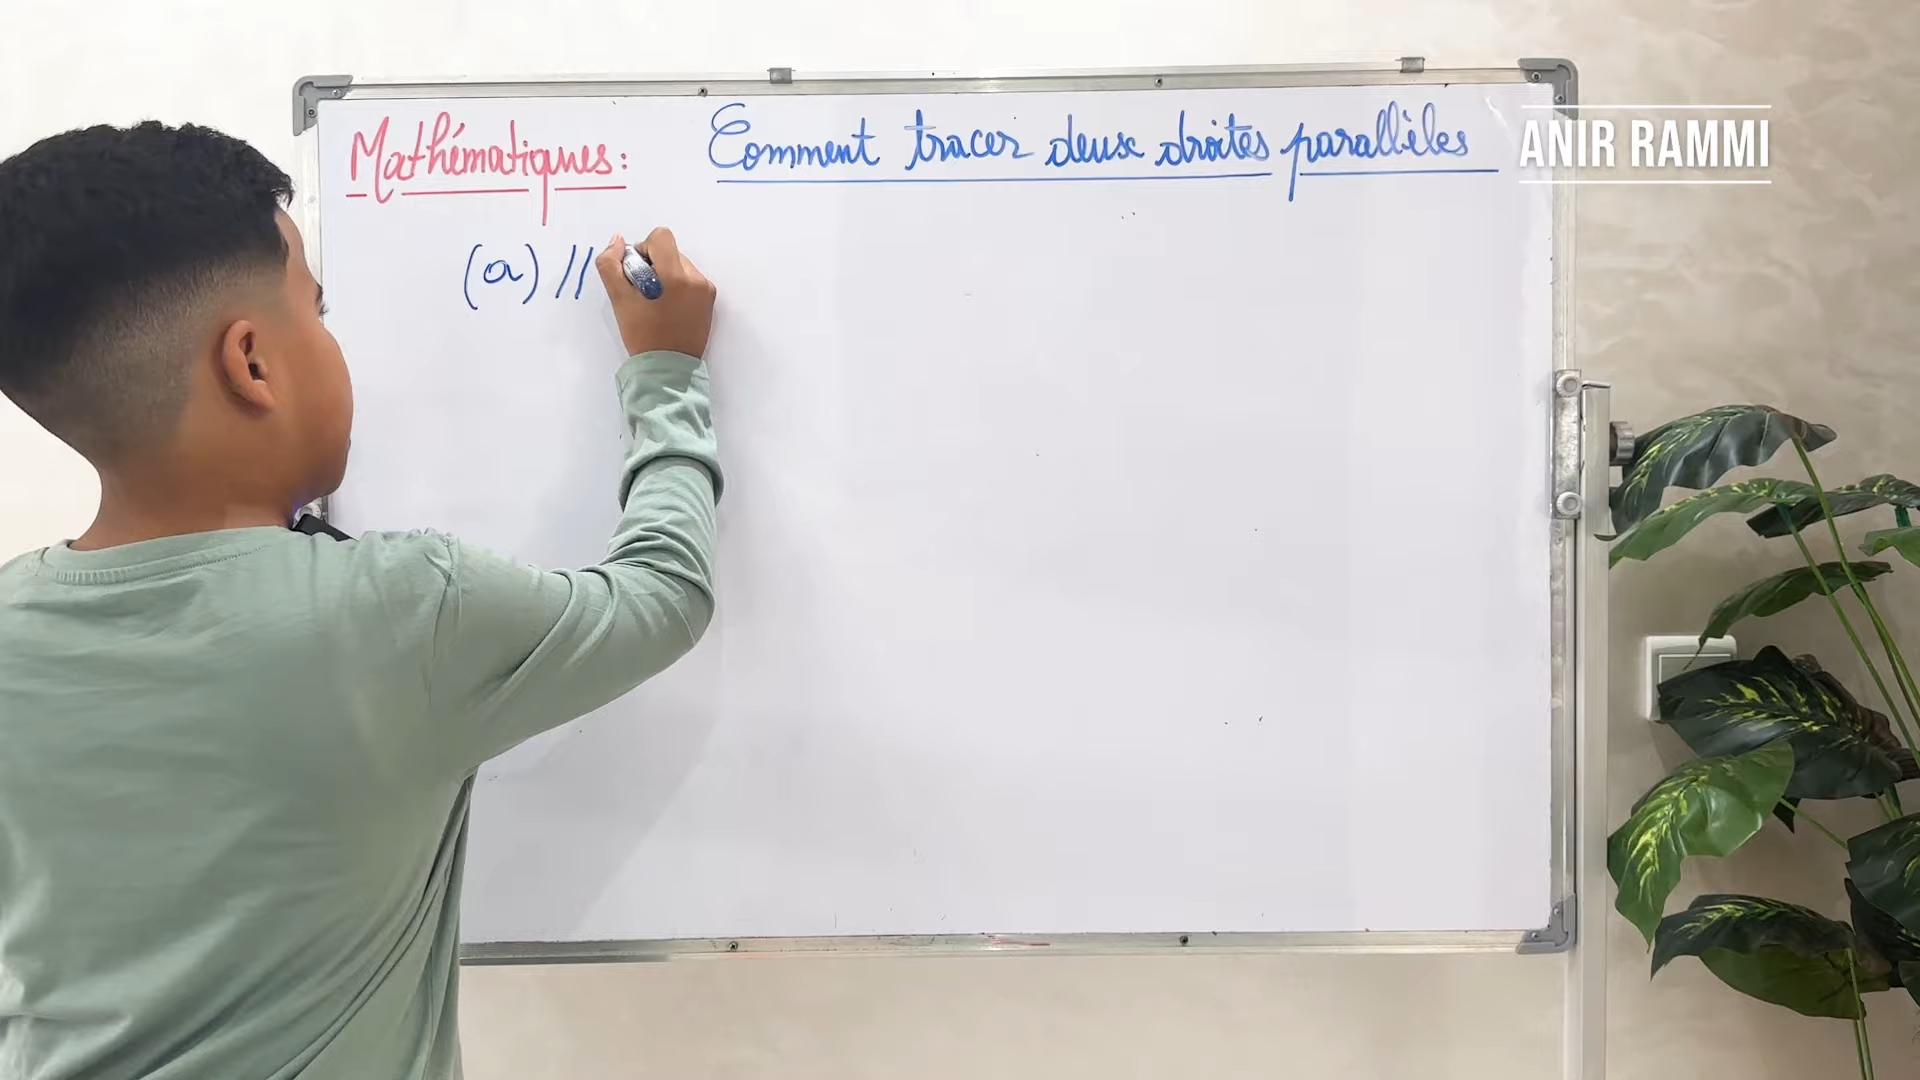 Mathématiques: Comment tracer deux droites parallèles
ANIR RAMMI
(a) //